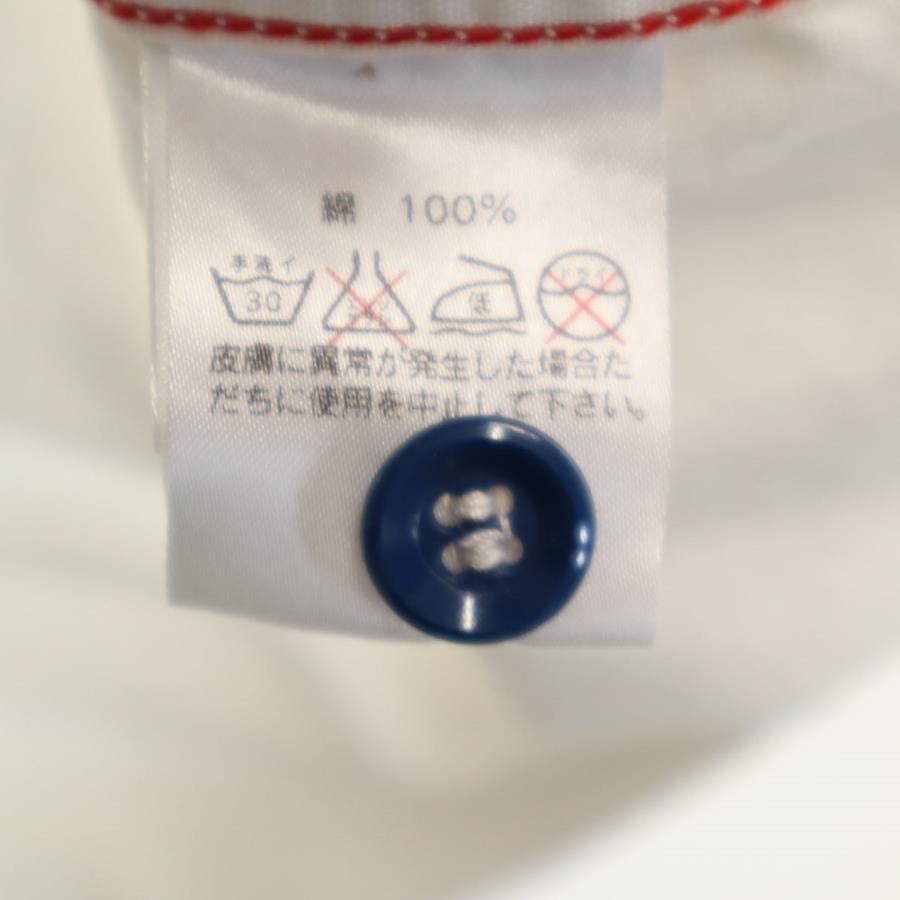 綿 100%
手洗イ
30
低
ドライ
皮膚に異常が発生した場合た
だちに使用を中止して下さい。